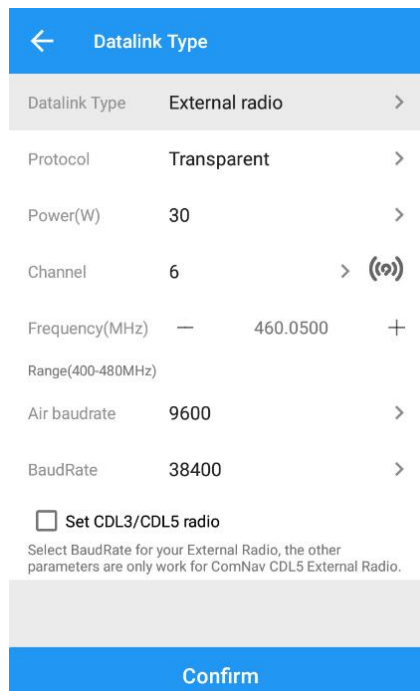 Datalink Type
Datalink Type External radio
Protocol Transparent
Power(W) 30
Channel 6
Frequency(MHz) — 460.0500 +
Range(400-480MHz)
Air baudrate 9600
BaudRate 38400
Set CDL3/CDL5 radio
Select BaudRate for your External Radio, the other
parameters are only work for ComNav CDL5 External Radio.
Confirm